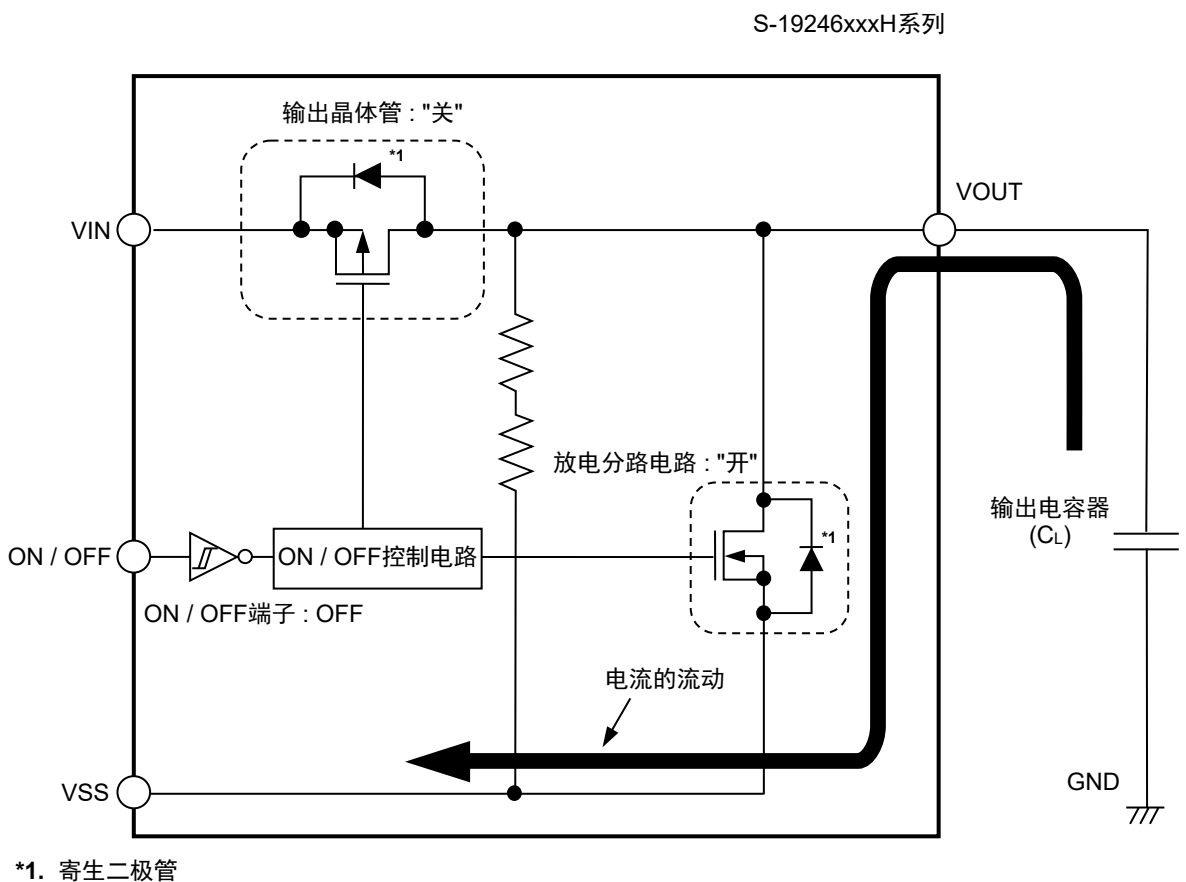 S-19246xxxH系列
输出晶体管 : "关"
*1
VOUT
VIN
放电分路电路 : "开"
输出电容器
(CL)
*1
ON / OFF
ON / OFF控制电路
ON / OFF端子 : OFF
电流的流动
GND
VSS
*1. 寄生二极管